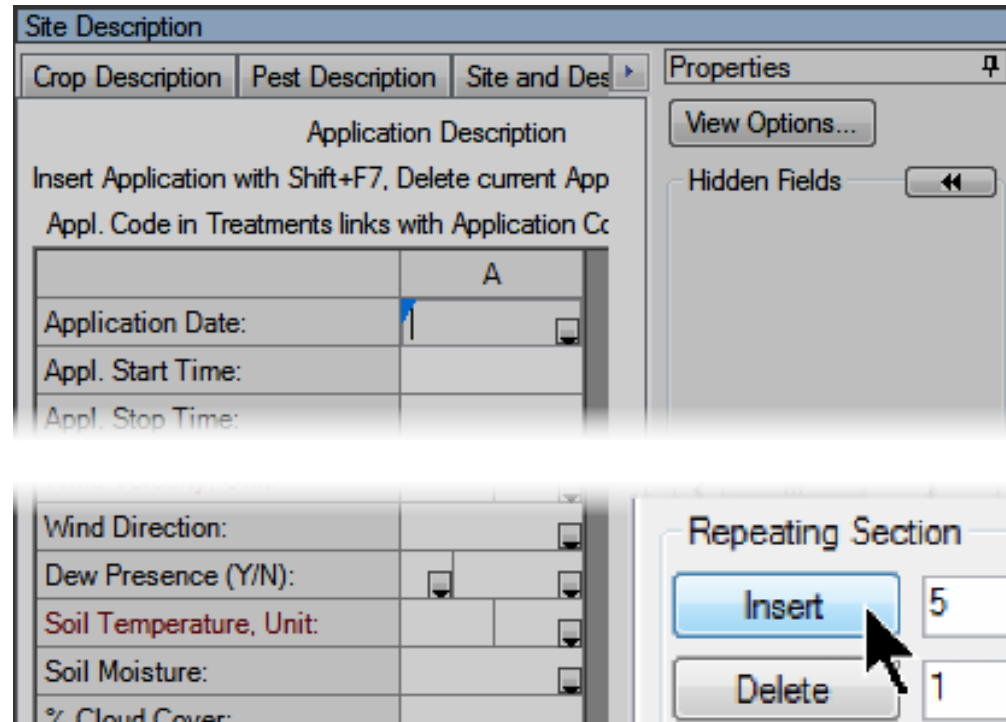 Site Description
Crop Description Pest Description Site and Des
Application Description
Insert Application with Shift+F7, Delete current App
Appl. Code in Treatments links with Application Co
A
Application Date:
Appl. Start Time:
Appl. Stop Time:
Wind Direction:
Dew Presence (Y/N):
Soil Temperature, Unit:
Soil Moisture:
% Cloud Cover:
Properties
View Options...
Hidden Fields
Repeating Section
Insert 5
Delete 1